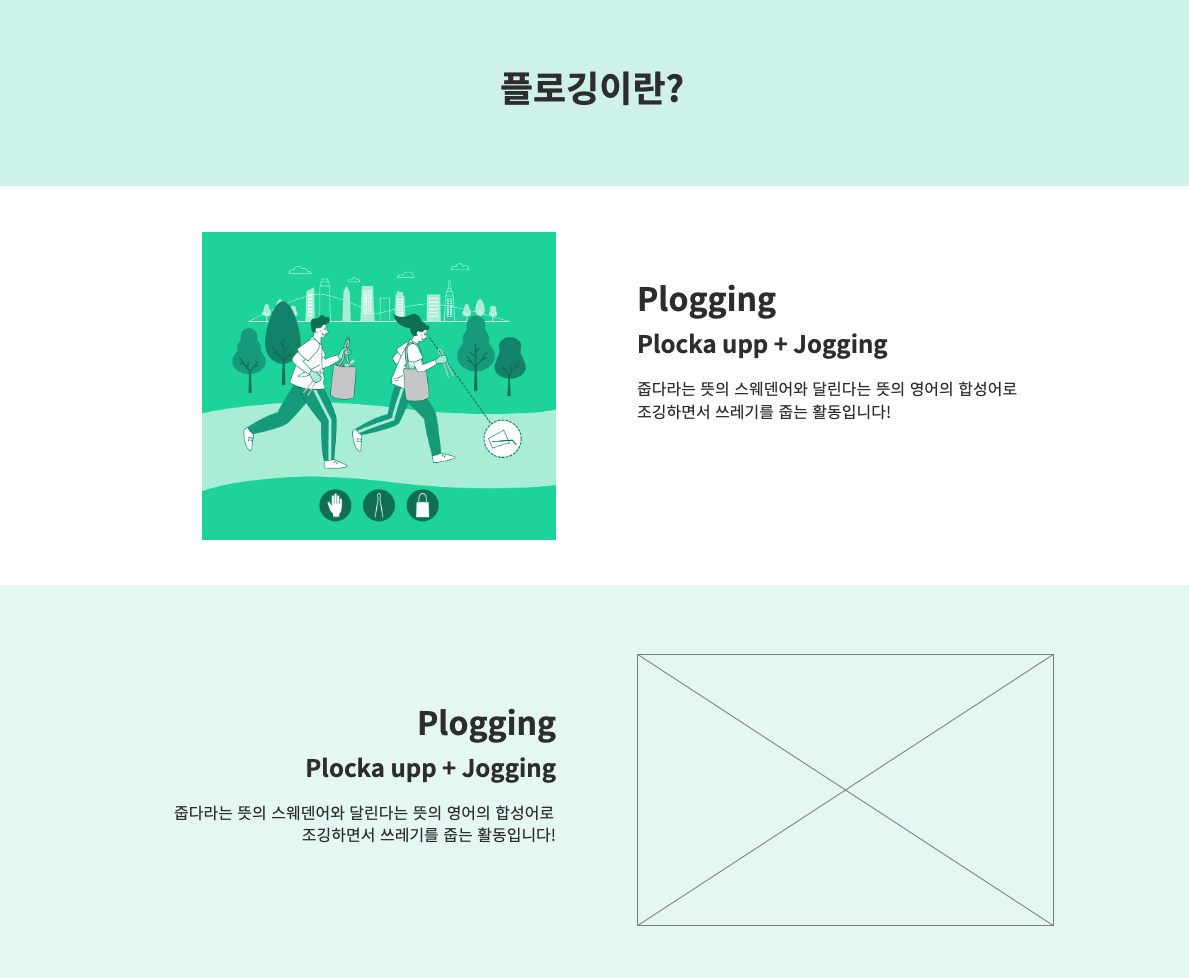 플로깅이란?
Plogging
Plocka upp + Jogging
줍다라는 뜻의 스웨덴어와 달린다는 뜻의 영어의 합성어로
조깅하면서 쓰레기를 줍는 활동입니다!
Plogging
Plocka upp + Jogging
줍다라는 뜻의 스웨덴어와 달린다는 뜻의 영어의 합성어로
조깅하면서 쓰레기를 줍는 활동입니다!